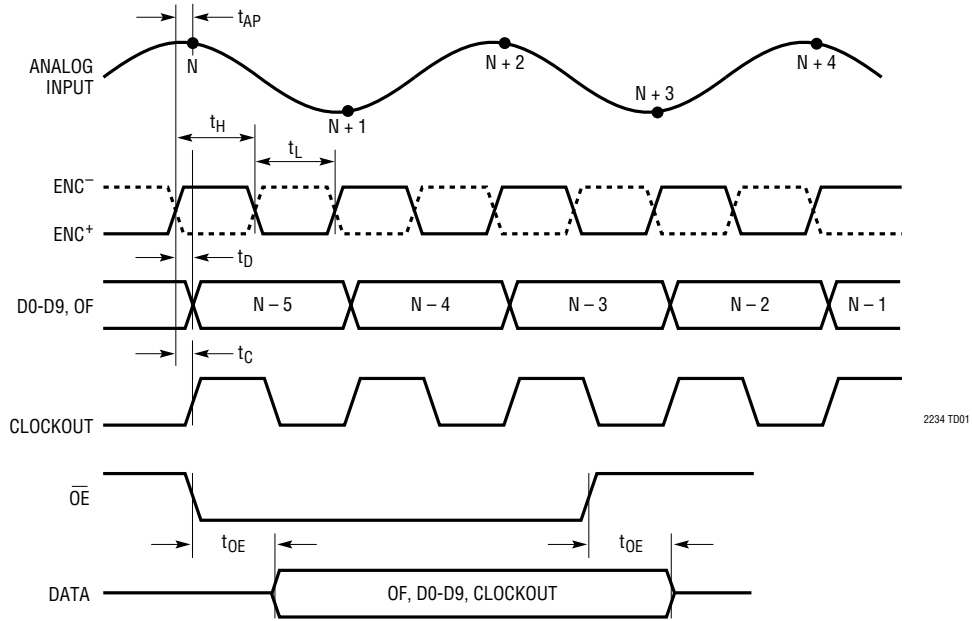 tAP
ANALOG
INPUT
N
N + 1
N + 2
N + 3
N + 4
tH
tL
ENC–
ENC+
tD
D0-D9, OF
N – 5
N – 4
N – 3
N – 2
N – 1
tC
CLOCKOUT
2234 TD01
OE
tOE
tOE
DATA
OF, D0-D9, CLOCKOUT